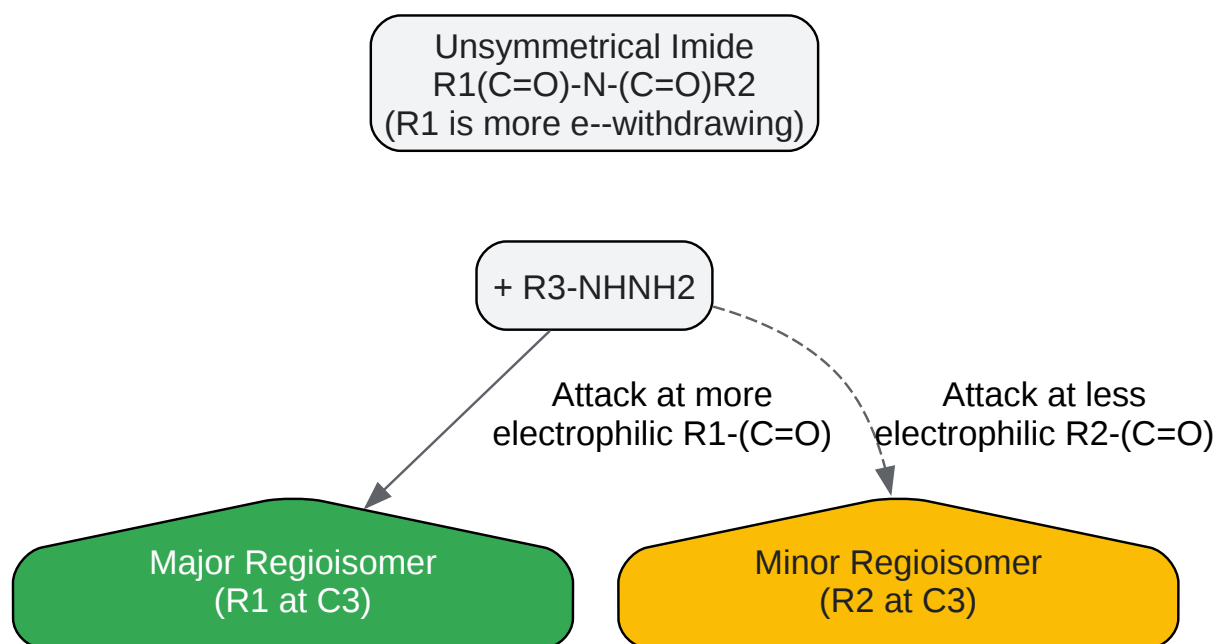 Unsymmetrical Imide
R1(C=O)-N-(C=O)R2
(R1 is more e--withdrawing)
+ R3-NHNH2
Attack at more
electrophilic R1-(C=O)
Attack at less
electrophilic R2-(C=O)
Major Regioisomer
(R1 at C3)
Minor Regioisomer
(R2 at C3)